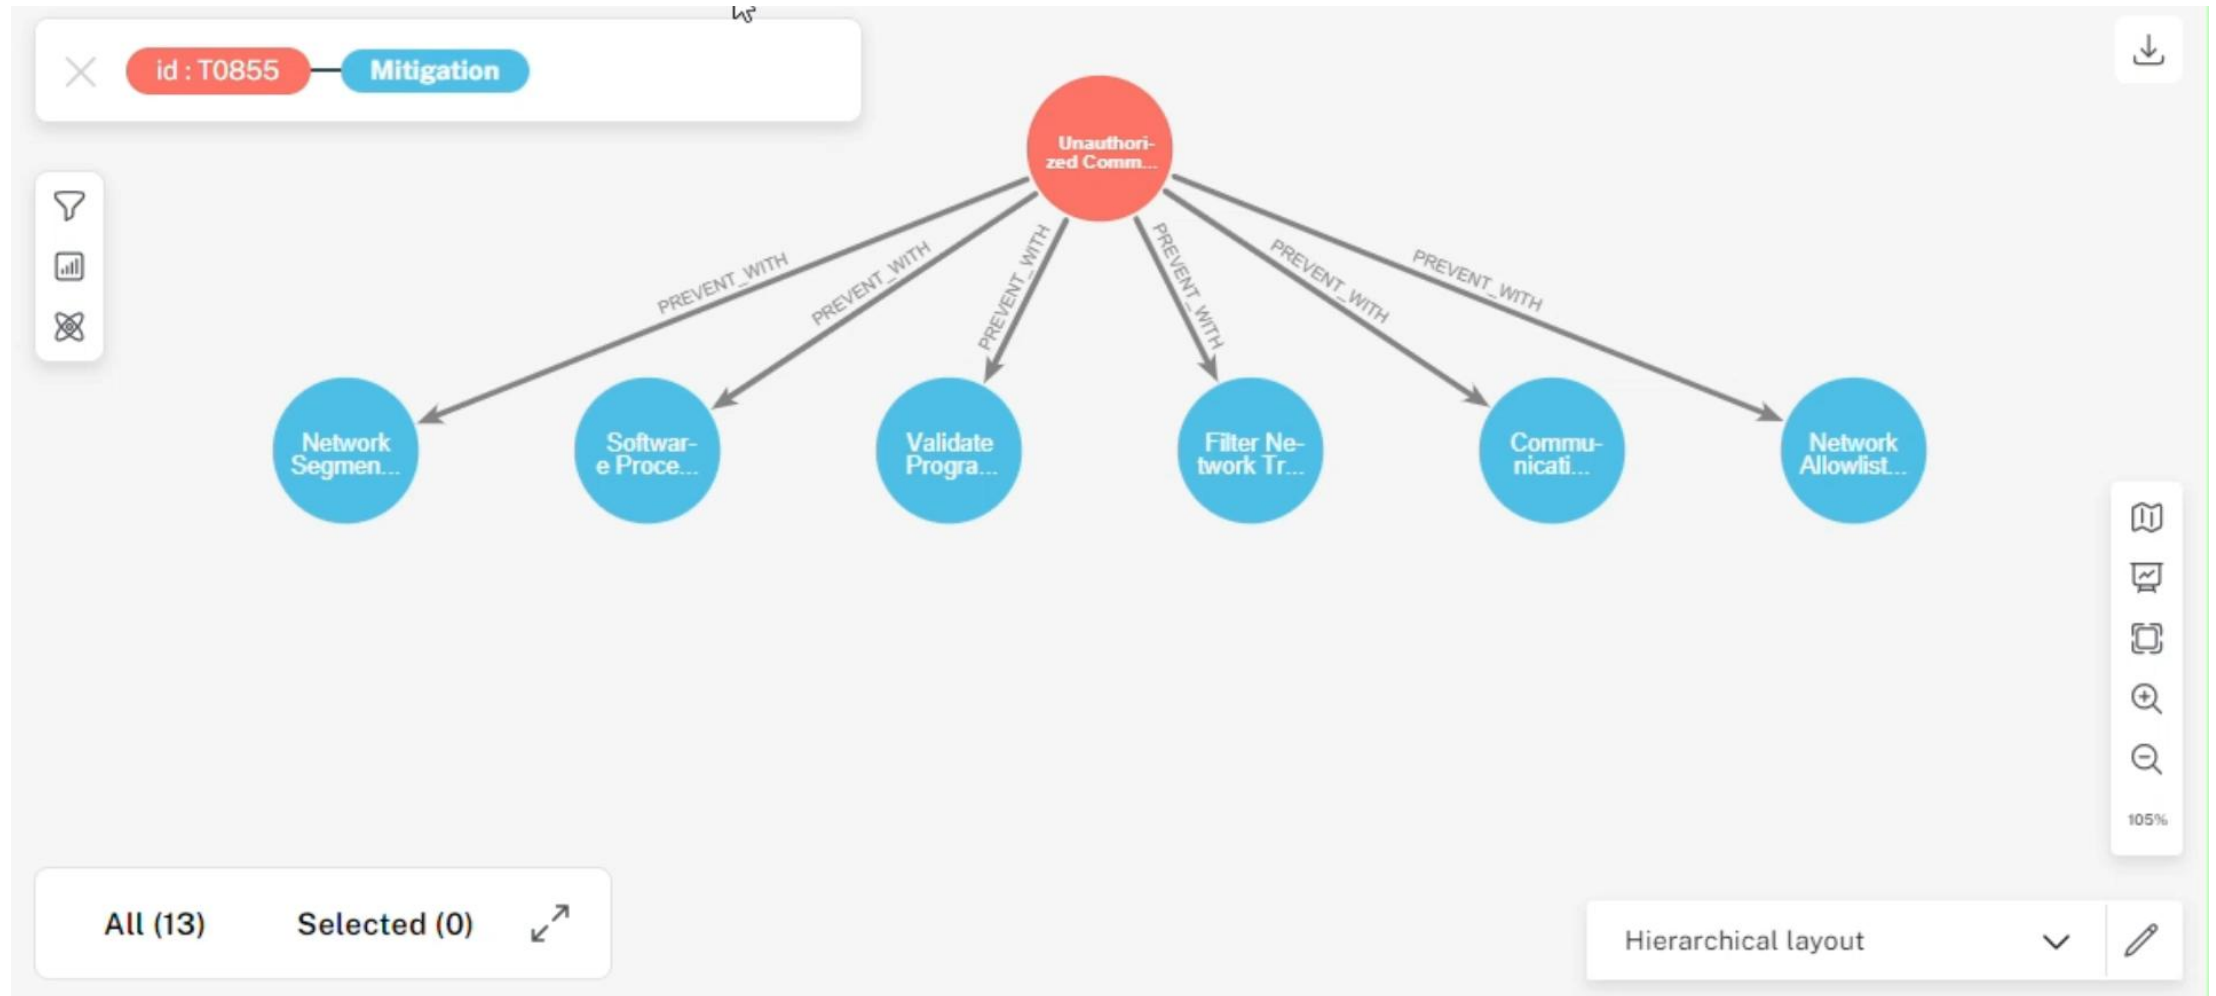 id : T0855
Mitigation
Unauthori-
zed Comm...
PREVENT_WITH
PREVENT_WITH
PREVENT_WITH
PREVENT_WITH
PREVENT_WITH
PREVENT_WITH
Network
Segmen...
Softwar-
e Proce...
Validate
Progra...
Filter Ne-
twork Tr...
Commu-
nicati...
Network
Allowlist...
105%
All (13)
Selected (0)
Hierarchical layout